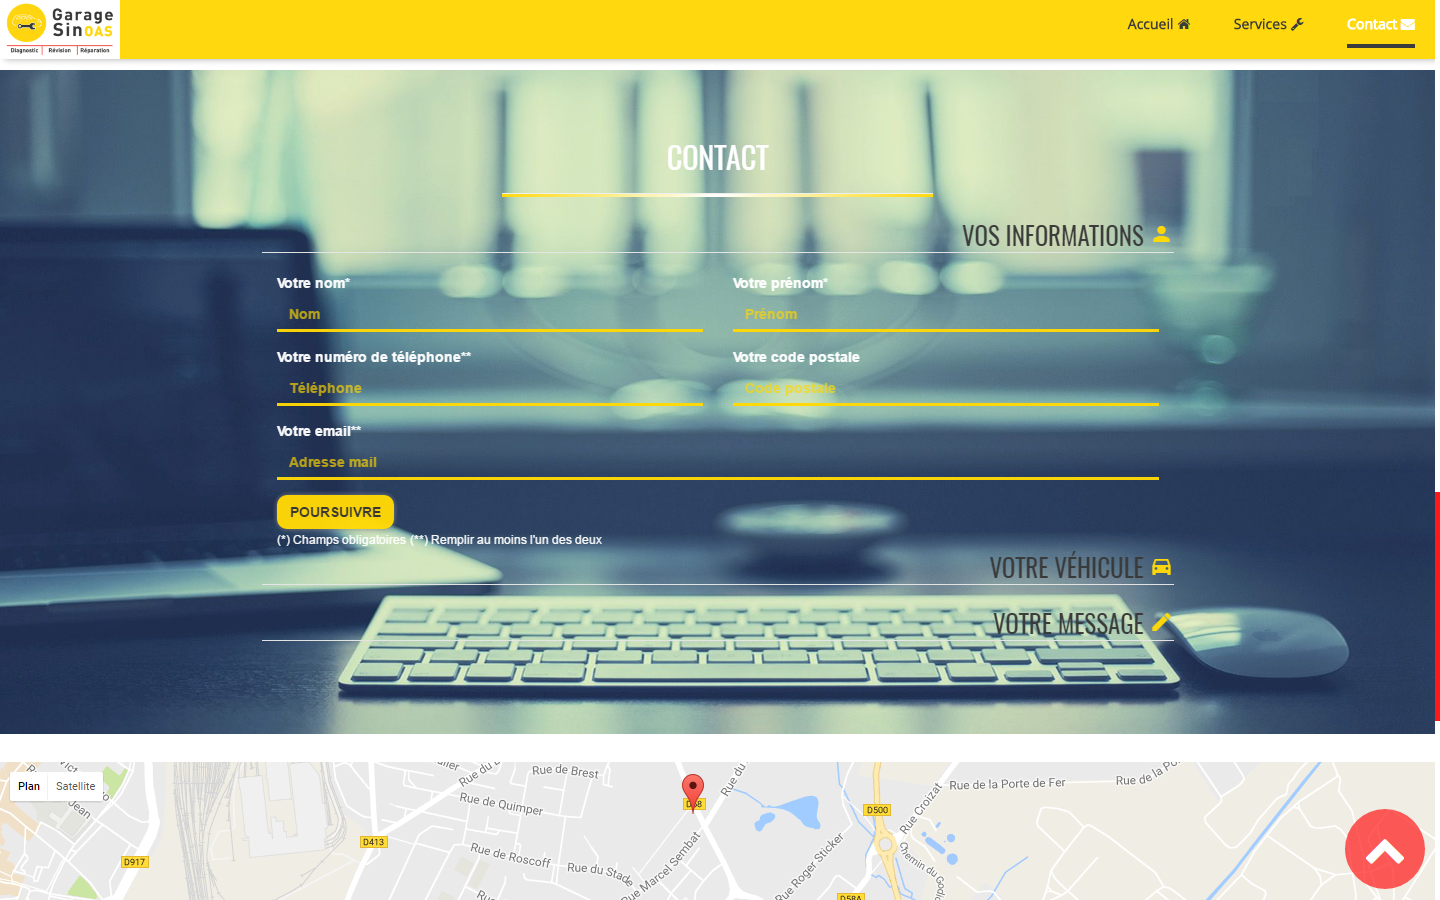 Garage
SinOAS
Diagnostic | Révision | Réparation
Accueil
Services
Contact
CONTACT
VOS INFORMATIONS
Votre nom*
Votre prénom*
Nom
Prénom
Votre numéro de téléphone**
Votre code postale
Téléphone
Code postale
Votre email**
Adresse mail
POURSUIVRE
(*) Champs obligatoires (**) Remplir au moins l'un des deux
VOTRE VÉHICULE
VOTRE MESSAGE
Plan
Satellite
Rue de Brest
Rue du
Rue de la Porte de Fer
Rue de Quimper
D68
D500
Rue Croizat
D413
D917
Rue de Roscoff
Rue du Stade
Rue Marcel Sembat
Rue Roger Sticker
Chemin du
D58A